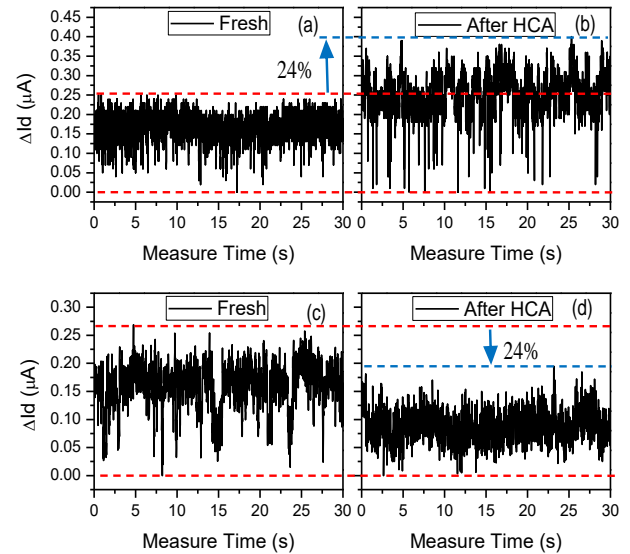 Fresh
(a)
After HCA
(b)
0.45
0.40
0.35
0.30
0.25
0.20
0.15
0.10
0.05
0.00
24%
ΔId (μA)
0 5 10 15 20 25 30
0 5 10 15 20 25 30
Measure Time (s)
Measure Time (s)
Fresh
(c)
After HCA
(d)
0.30
0.25
0.20
0.15
0.10
0.05
0.00
24%
ΔId (μA)
0 5 10 15 20 25 30
0 5 10 15 20 25 30
Measure Time (s)
Measure Time (s)